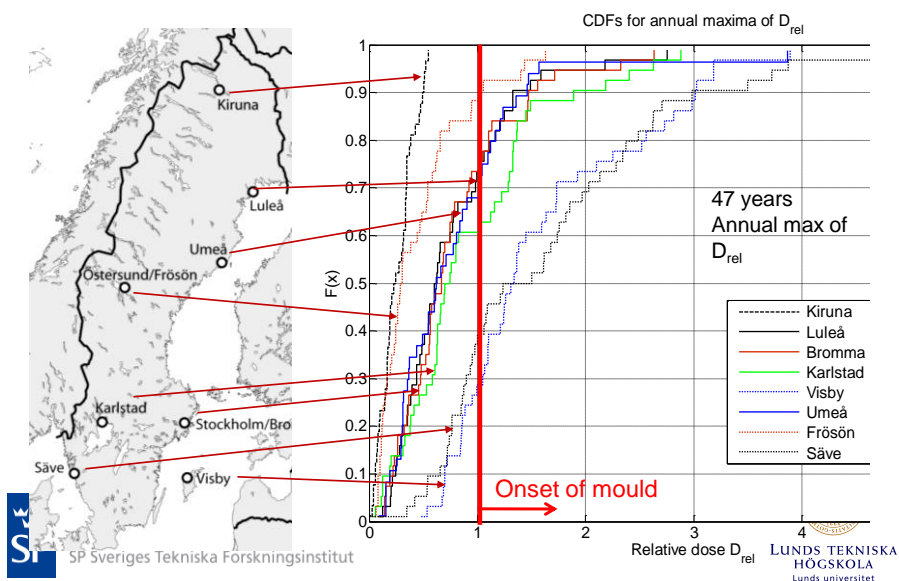 CDFs for annual maxima of D_rel
Kiruna
Luleå
Umeå
Östersund/Frösön
Karlstad
Stockholm/Bro
Säve
Visby
F(x)
1
0.9
0.8
0.7
0.6
0.5
0.4
0.3
0.2
0.1
0
0
1
2
3
4
47 years
Annual max of
D_rel
Kiruna
Luleå
Bromma
Karlstad
Visby
Umeå
Frösön
Säve
Onset of mould
Relative dose D_rel
SP
SP Sveriges Tekniska Forskningsinstitut
LUNDS TEKNISKA
HÖGSKOLA
Lunds universitet